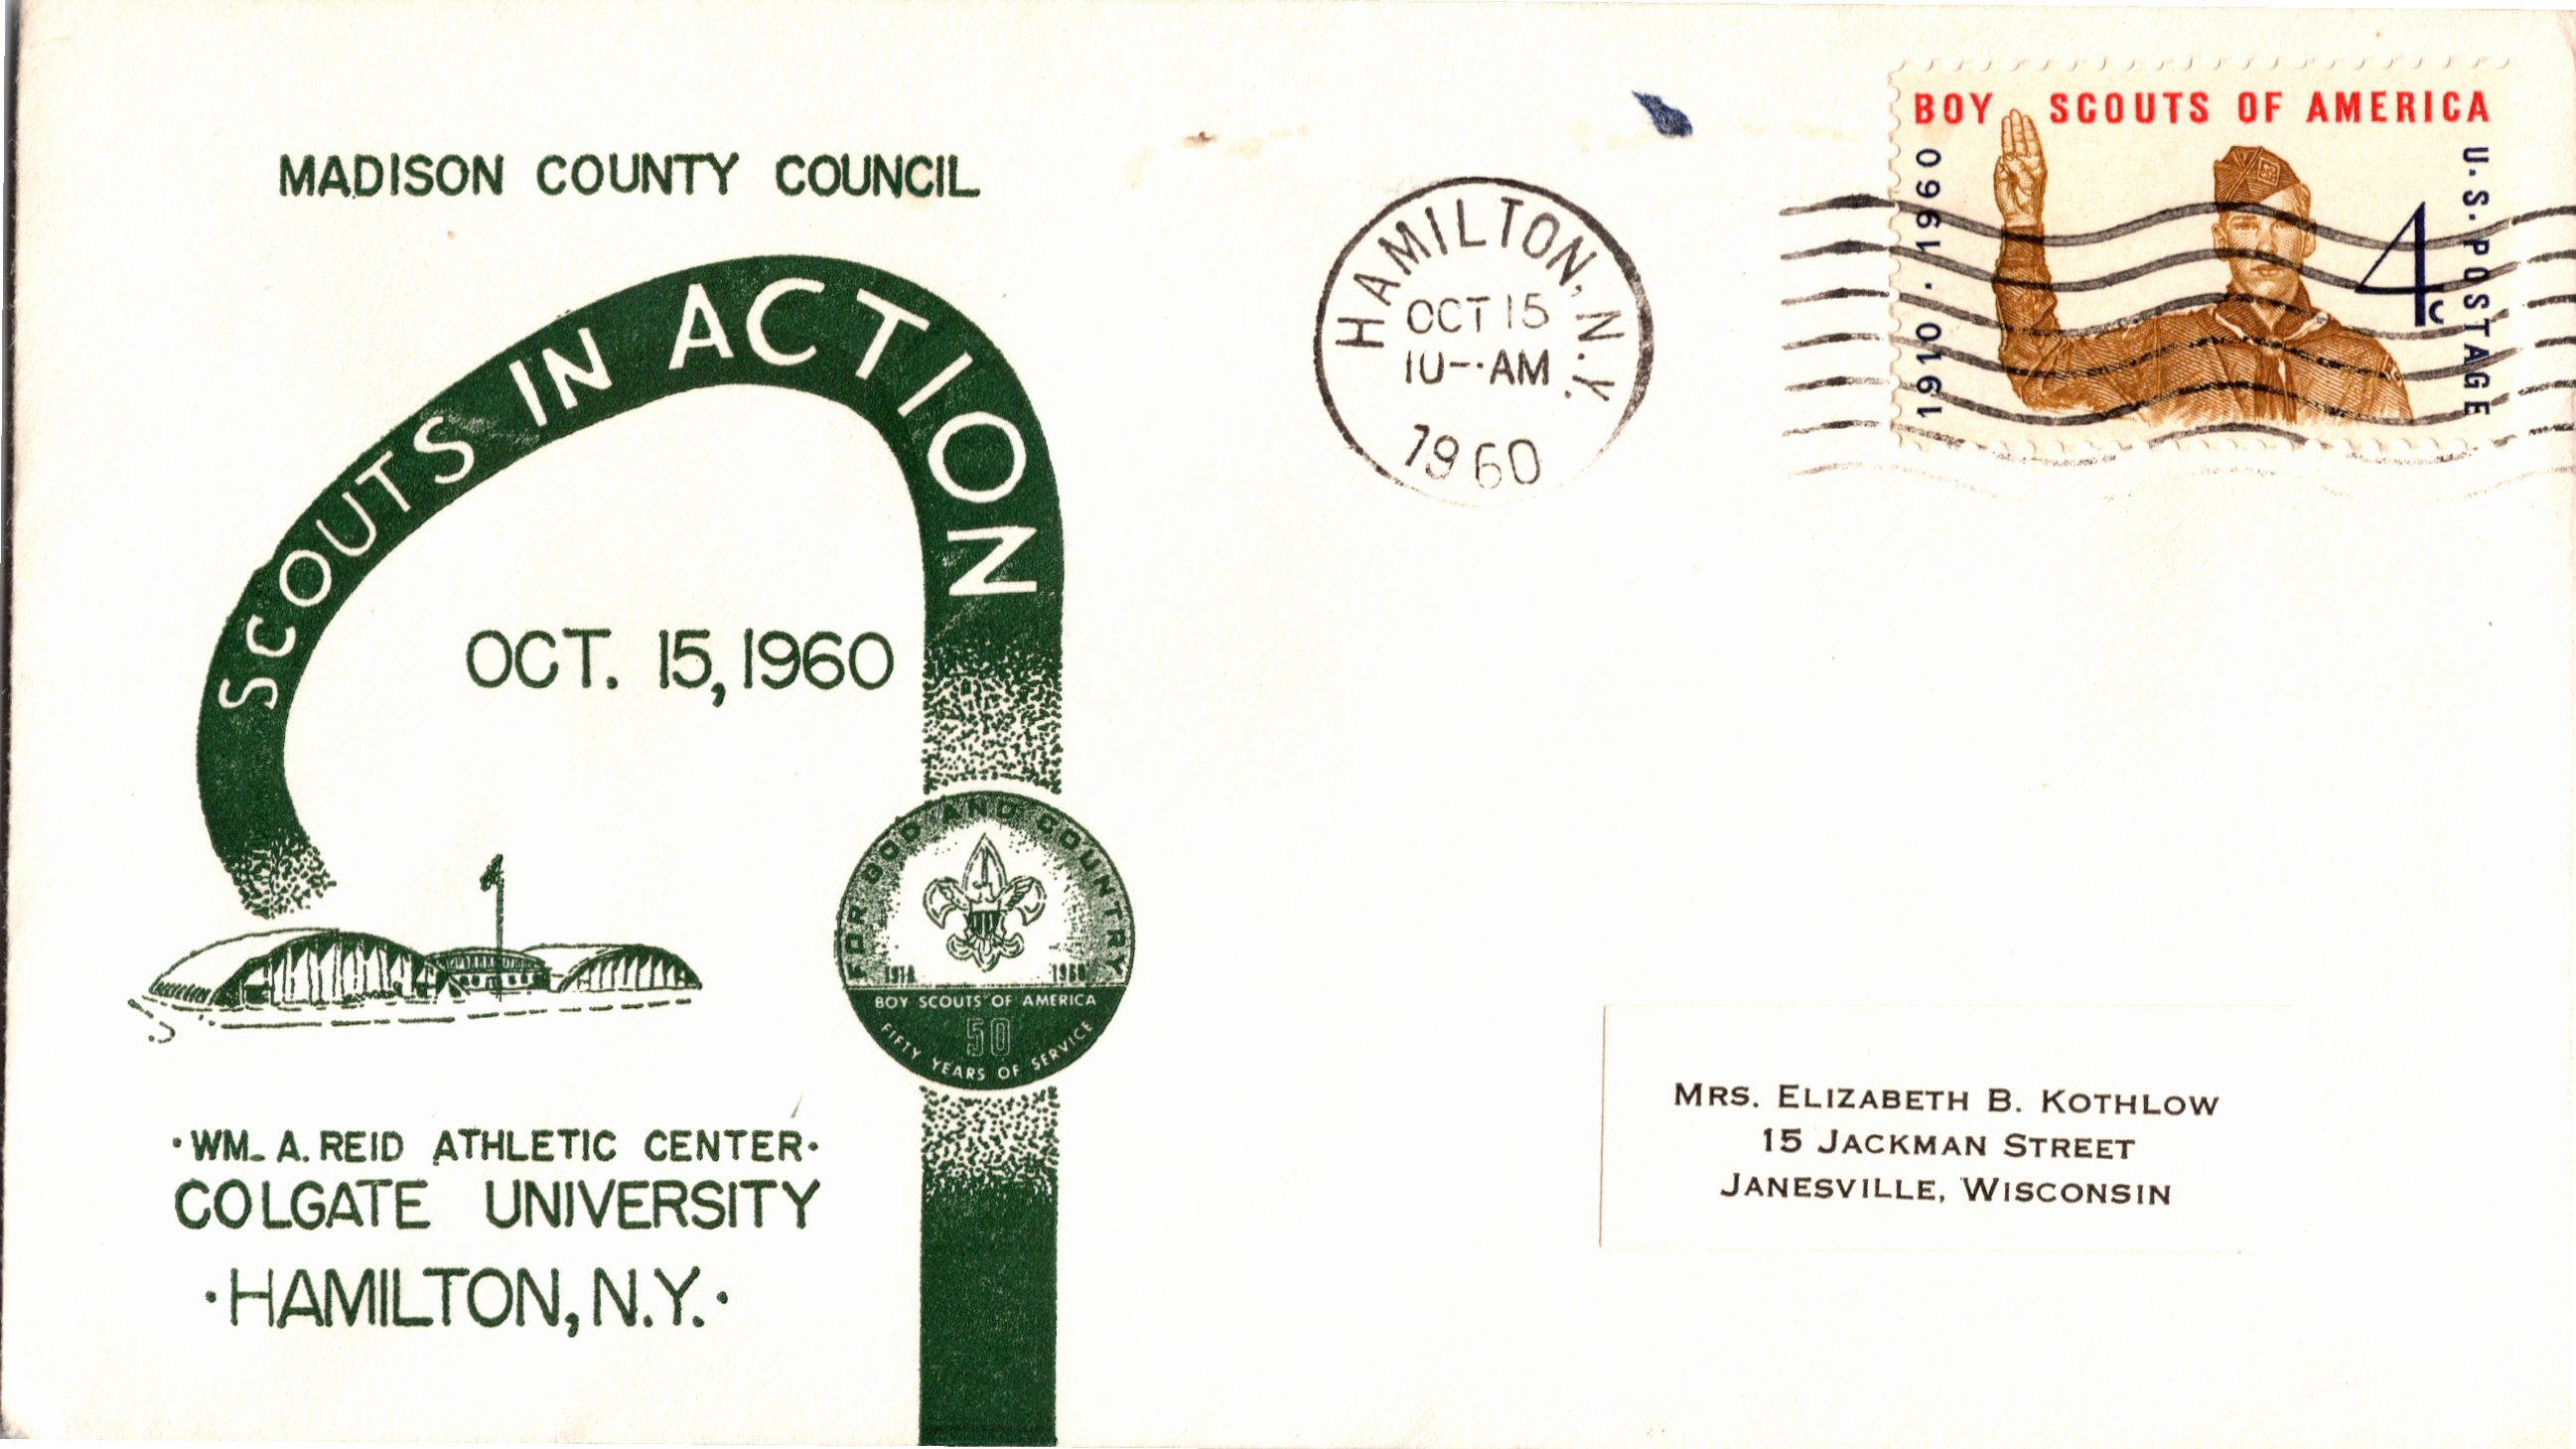 MADISON COUNTY COUNCIL
SCOUTS IN ACTION
OCT. 15, 1960
FOR GOD AND COUNTRY
1910 1960
BOY SCOUTS OF AMERICA
50
FIFTY YEARS OF SERVICE
·WM. A. REID ATHLETIC CENTER·
COLGATE UNIVERSITY
·HAMILTON, N.Y.·
HAMILTON, N.Y.
OCT 15
10-·AM
1960
BOY SCOUTS OF AMERICA
1910 · 1960
4c
U.S. POSTAGE
MRS. ELIZABETH B. KOTHLOW
15 JACKMAN STREET
JANESVILLE, WISCONSIN